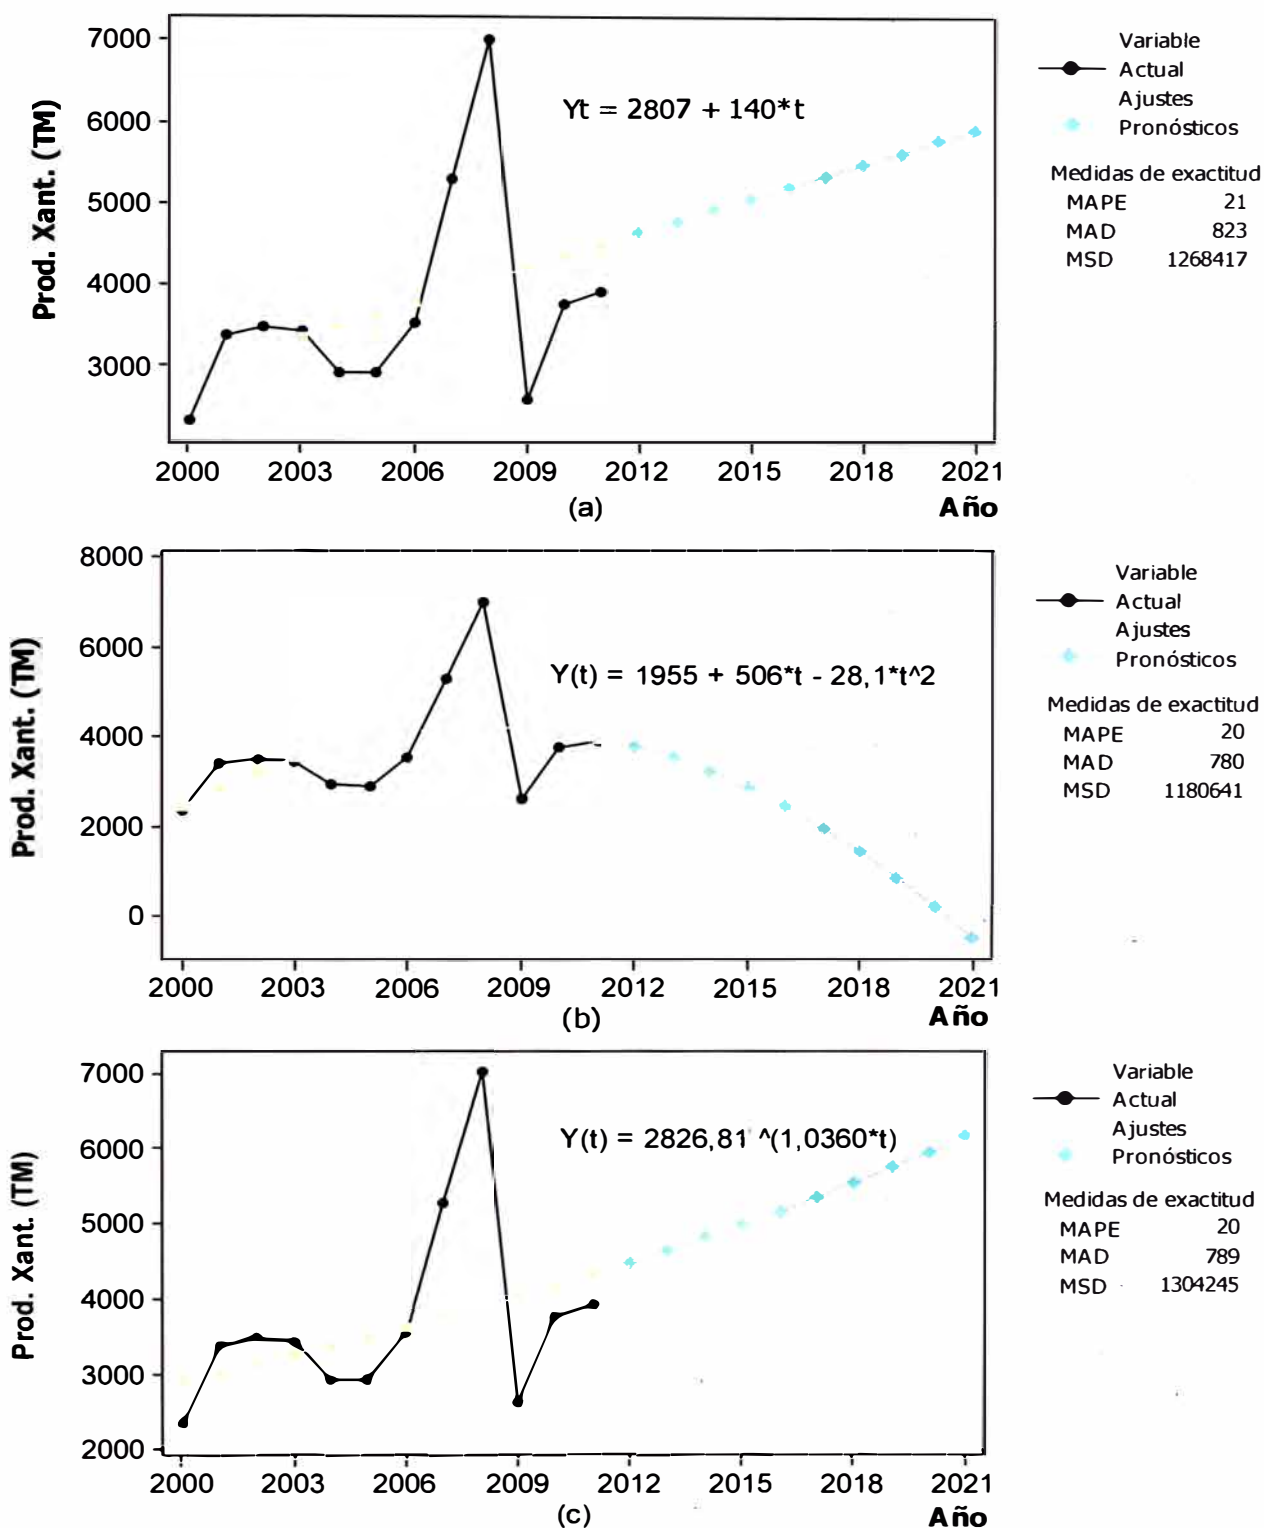 7000
6000
5000
4000
3000
Prod. Xant. (TM)
Yt = 2807 + 140*t
2000 2003 2006 2009 2012 2015 2018 2021
(a)
Año
Variable
Actual
Ajustes
Pronósticos
Medidas de exactitud
MAPE 21
MAD 823
MSD 1268417
8000
6000
4000
2000
0
Prod. Xant. (TM)
Y(t) = 1955 + 506*t - 28,1*t^2
2000 2003 2006 2009 2012 2015 2018 2021
(b)
Año
Variable
Actual
Ajustes
Pronósticos
Medidas de exactitud
MAPE 20
MAD 780
MSD 1180641
7000
6000
5000
4000
3000
2000
Prod. Xant. (TM)
Y(t) = 2826,81 ^(1,0360*t)
2000 2003 2006 2009 2012 2015 2018 2021
(c)
Año
Variable
Actual
Ajustes
Pronósticos
Medidas de exactitud
MAPE 20
MAD 789
MSD 1304245